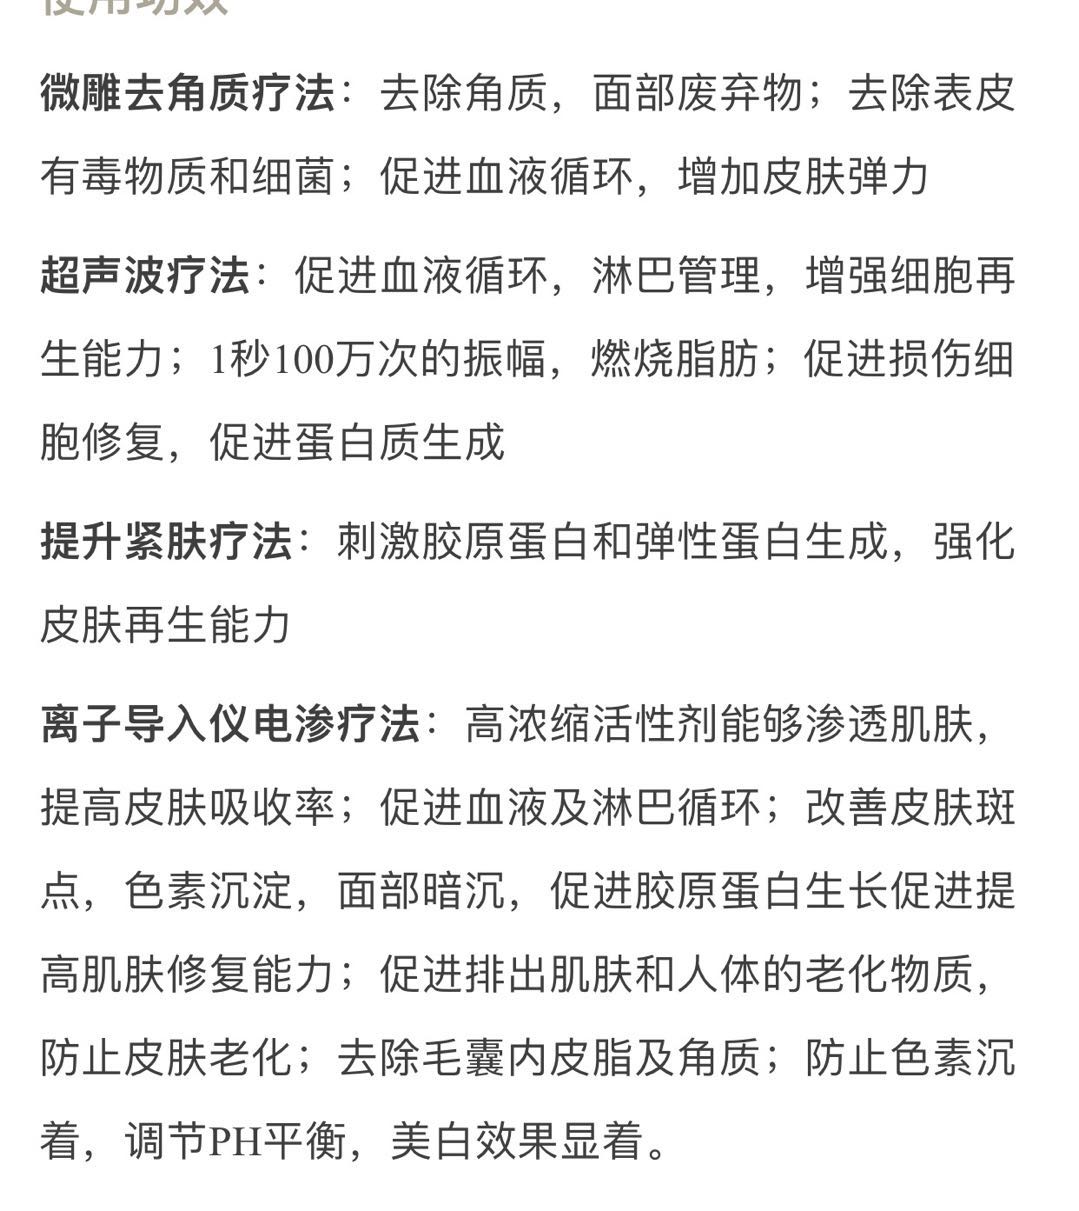 使用功效
微雕去角质疗法：去除角质，面部废弃物；去除表皮
有毒物质和细菌；促进血液循环，增加皮肤弹力
超声波疗法：促进血液循环，淋巴管理，增强细胞再
生能力；1秒100万次的振幅，燃烧脂肪；促进损伤细
胞修复，促进蛋白质生成
提升紧肤疗法：刺激胶原蛋白和弹性蛋白生成，强化
皮肤再生能力
离子导入仪电渗疗法：高浓缩活性剂能够渗透肌肤，
提高皮肤吸收率；促进血液及淋巴循环；改善皮肤斑
点，色素沉淀，面部暗沉，促进胶原蛋白生长促进提
高肌肤修复能力；促进排出肌肤和人体的老化物质，
防止皮肤老化；去除毛囊内皮脂及角质；防止色素沉
着，调节PH平衡，美白效果显着。